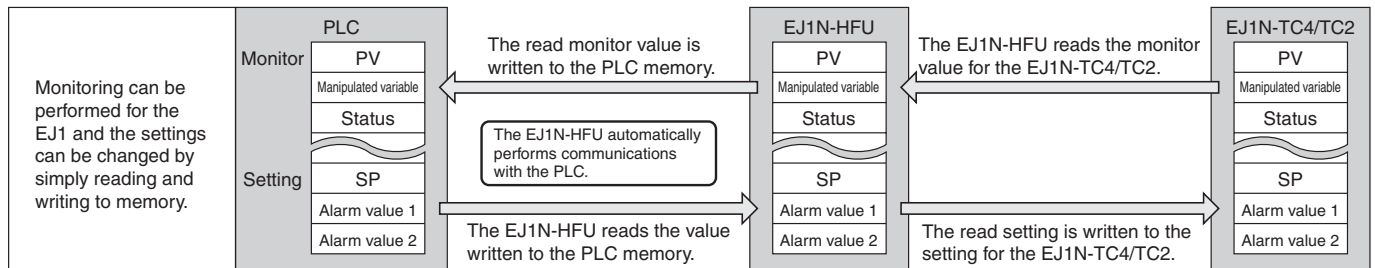 Monitoring can be
performed for the
EJ1 and the settings
can be changed by
simply reading and
writing to memory.
PLC
Monitor
PV
Manipulated variable
Status
Setting
SP
Alarm value 1
Alarm value 2
The read monitor value is
written to the PLC memory.
The EJ1N-HFU automatically
performs communications
with the PLC.
The EJ1N-HFU reads the value
written to the PLC memory.
EJ1N-HFU
PV
Manipulated variable
Status
SP
Alarm value 1
Alarm value 2
The EJ1N-HFU reads the monitor
value for the EJ1N-TC4/TC2.
The read setting is written to the
setting for the EJ1N-TC4/TC2.
EJ1N-TC4/TC2
PV
Manipulated variable
Status
SP
Alarm value 1
Alarm value 2